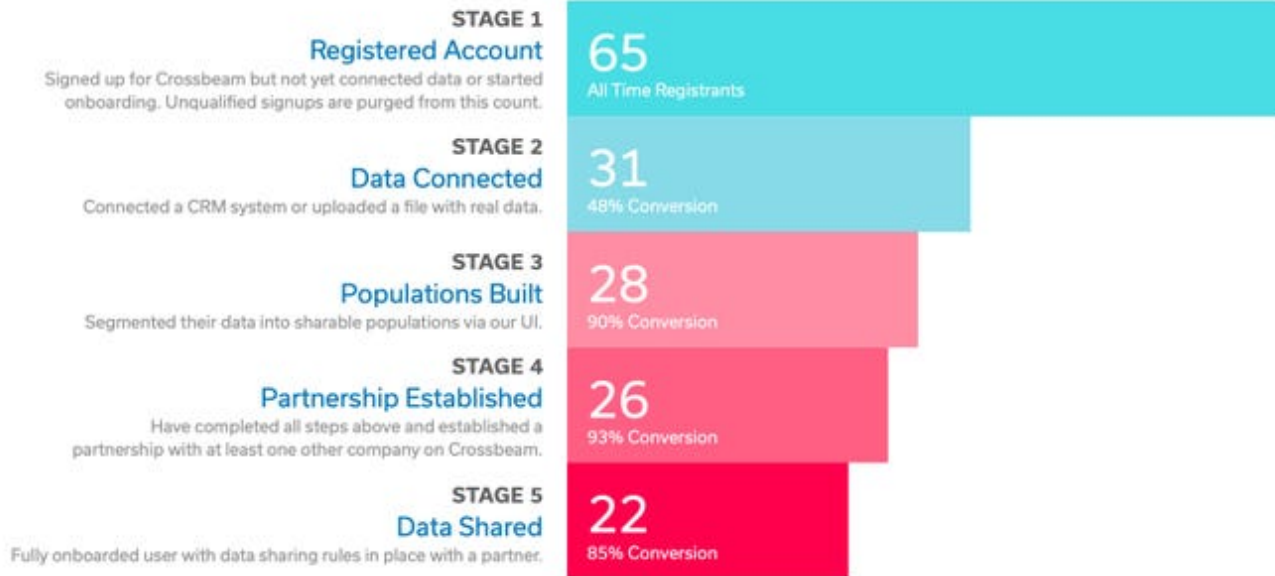 STAGE 1
Registered Account
Signed up for Crossbeam but not yet connected data or started
onboarding. Unqualified signups are purged from this count.
65
All Time Registrants
STAGE 2
Data Connected
Connected a CRM system or uploaded a file with real data.
31
48% Conversion
STAGE 3
Populations Built
Segmented their data into sharable populations via our UI.
28
90% Conversion
STAGE 4
Partnership Established
Have completed all steps above and established a
partnership with at least one other company on Crossbeam.
26
93% Conversion
STAGE 5
Data Shared
Fully onboarded user with data sharing rules in place with a partner.
22
85% Conversion